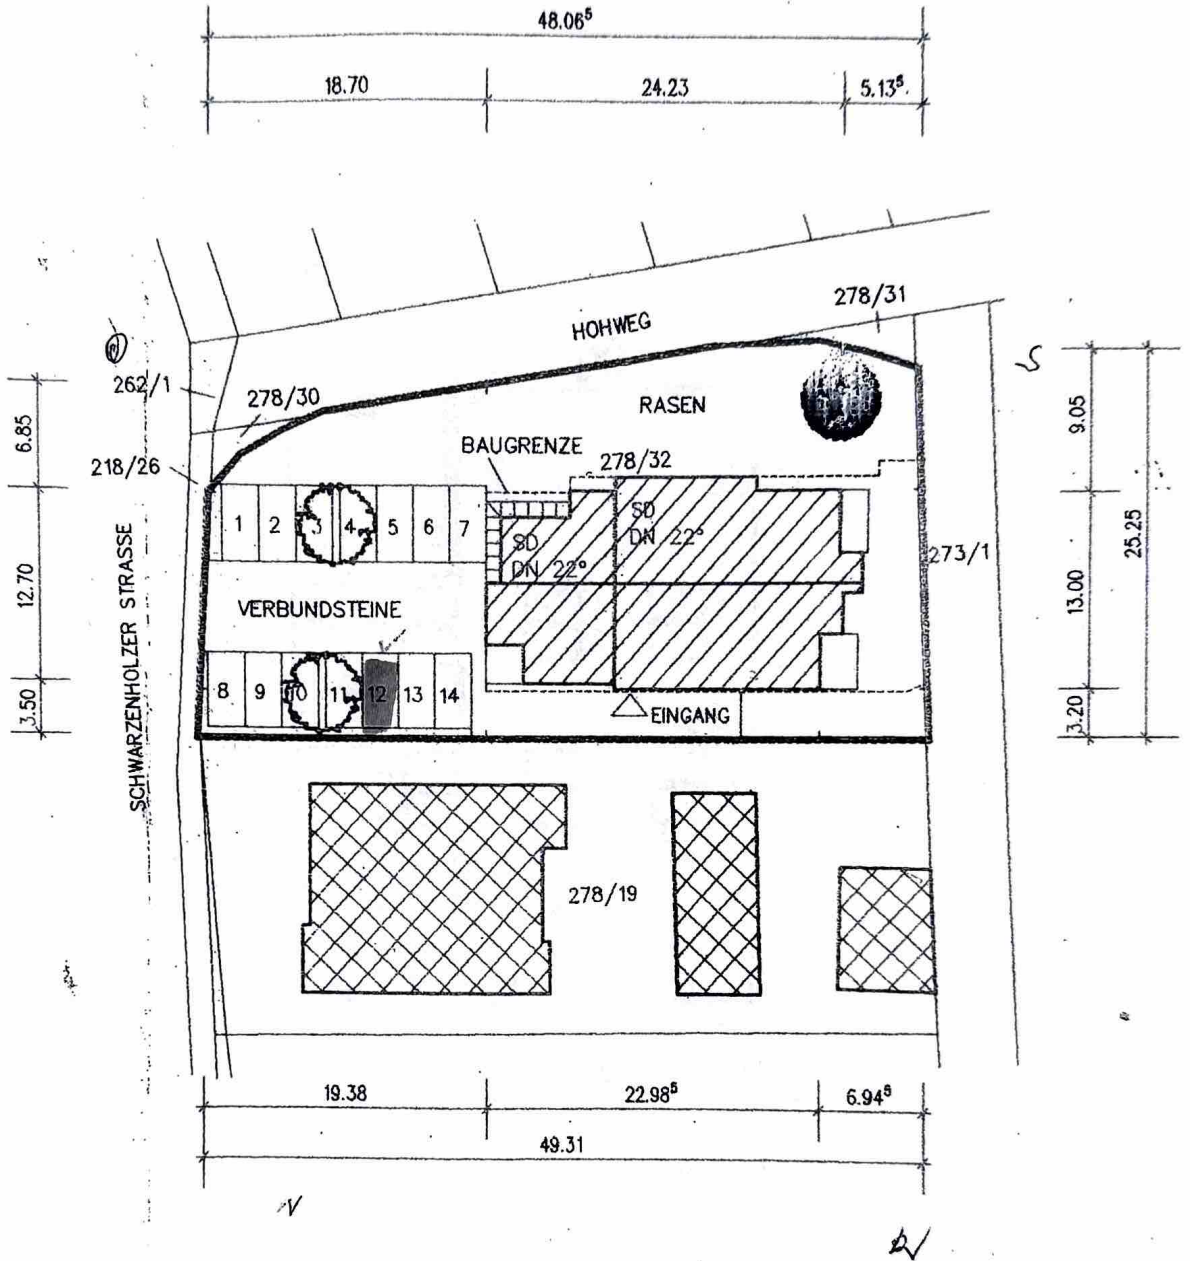 48.06⁵
18.70
24.23
5.13⁵
278/31
HOHWEG
262/1
278/30
RASEN
6.85
9.05
BAUGRENZE
218/26
278/32
25.25
1 2 3 4 5 6 7
SD
DN 22°
SD
DN 22°
273/1
12.70
13.00
VERBUNDSTEINE
SCHWARZENHOLZER STRASSE
8 9 10 11 12 13 14
3.50
3.20
EINGANG
278/19
19.38
22.98⁵
6.94⁵
49.31